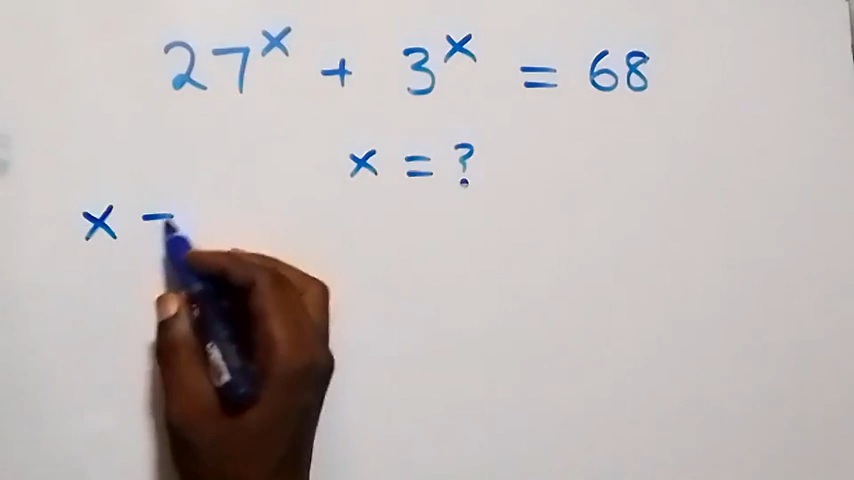 27^x + 3^x = 68
x = ?
x -